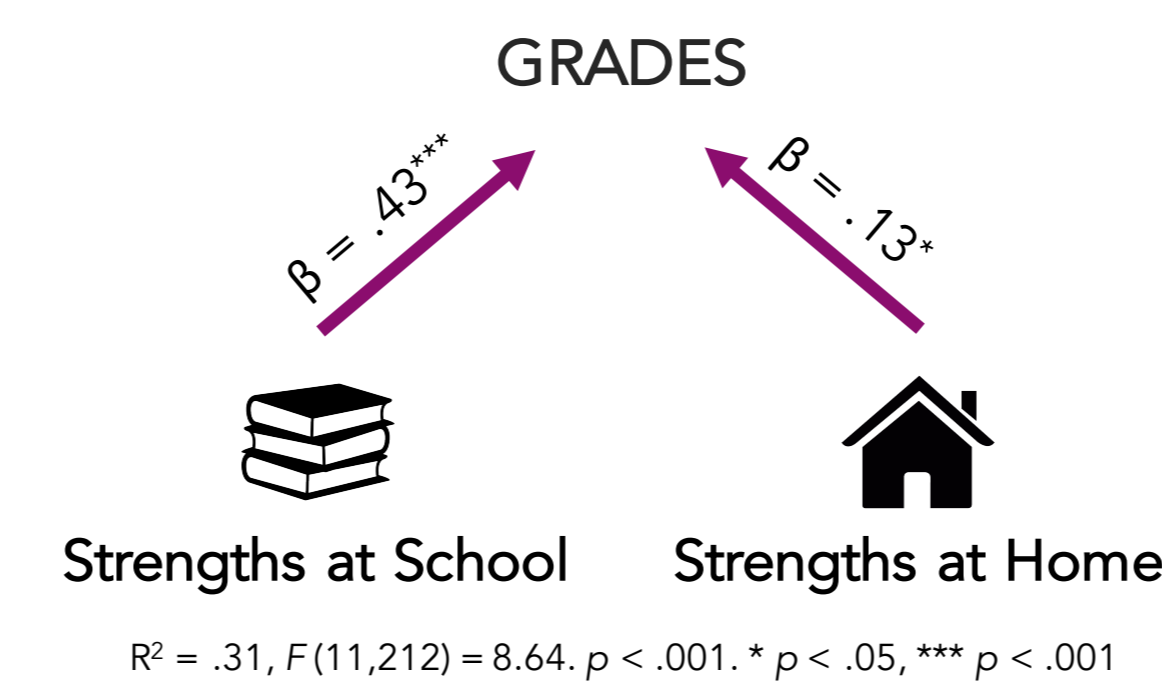 GRADES
β = .43***
β = .13*
Strengths at School
Strengths at Home
R² = .31, F (11,212) = 8.64. p < .001. * p < .05, *** p < .001